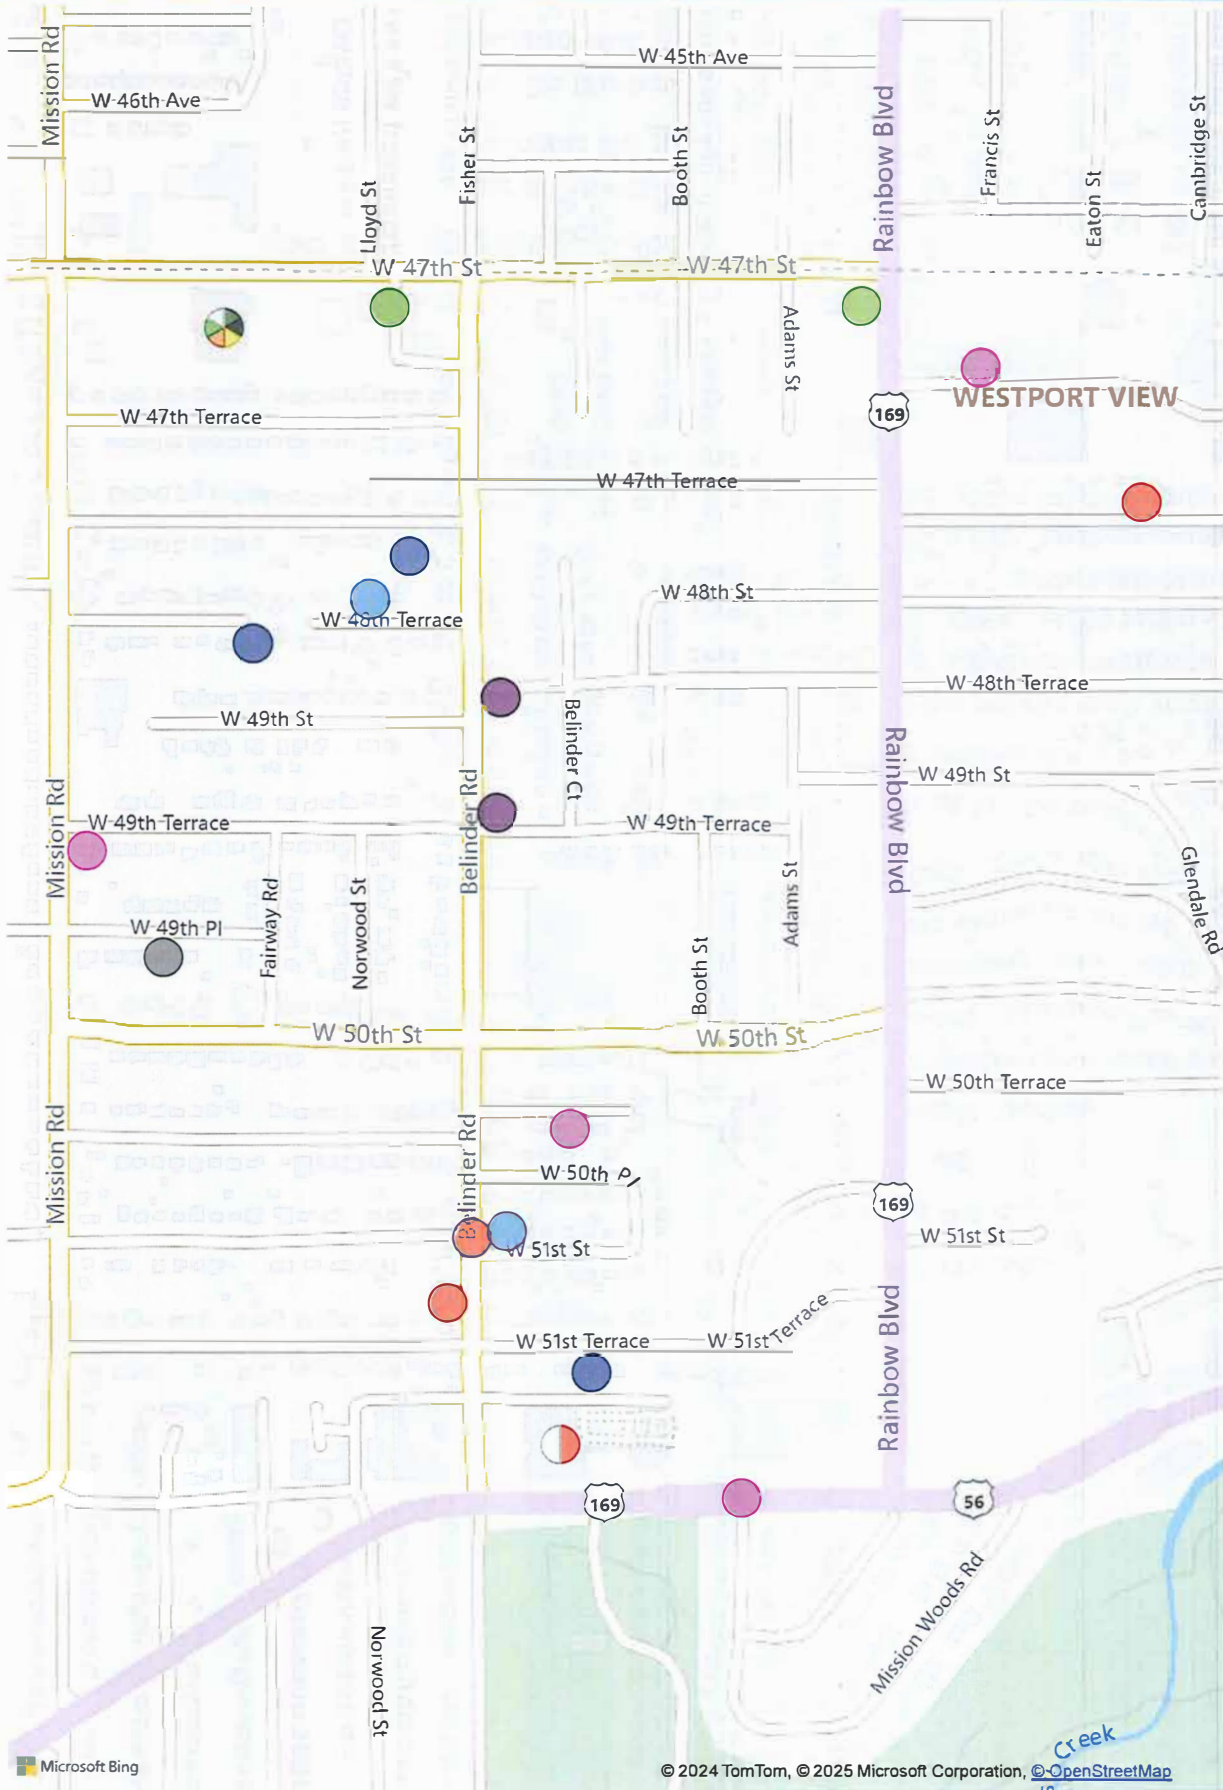 Mission Rd
W 45th Ave
W 46th Ave
Fisher St
Booth St
Rainbow Blvd
Francis St
Cambridge St
Lloyd St
Eaton St
W 47th St
W 47th St
Adams St
WESTPORT VIEW
169
W 47th Terrace
W 47th Terrace
W 48th St
W 48th Terrace
W 48th Terrace
W 49th St
Belinder Ct
Rainbow Blvd
W 49th St
Mission Rd
Belinder Rd
W 49th Terrace
W 49th Terrace
Glendale Rd
Adams St
Fairway Rd
Norwood St
W 49th Pl
Booth St
W 50th St
W 50th St
W 50th Terrace
Mission Rd
Belinder Rd
W 50th Pl
169
W 51st St
W 51st St
W 51st Terrace
W 51st Terrace
Rainbow Blvd
169
56
Mission Woods Rd
Norwood St
Creek
Microsoft Bing
© 2024 TomTom, © 2025 Microsoft Corporation, © OpenStreetMap